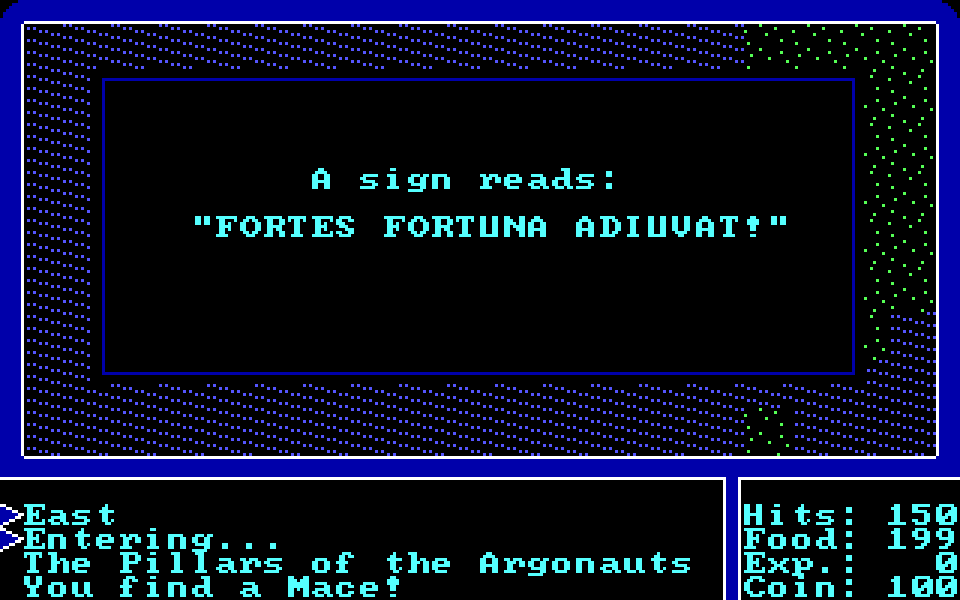 A sign reads:
"FORTES FORTUNA ADIUVAT!"
East
Entering...
The Pillars of the Argonauts
You find a Mace!
Hits: 150
Food: 199
Exp.: 0
Coin: 100